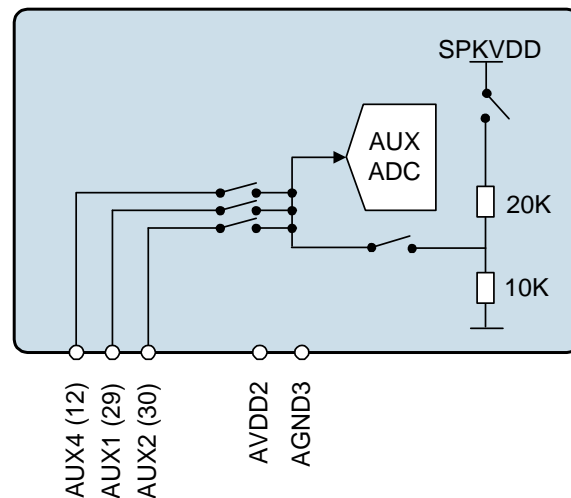 SPKVDD
AUX
ADC
20K
10K
AUX4 (12)
AUX1 (29)
AUX2 (30)
AVDD2
AGND3